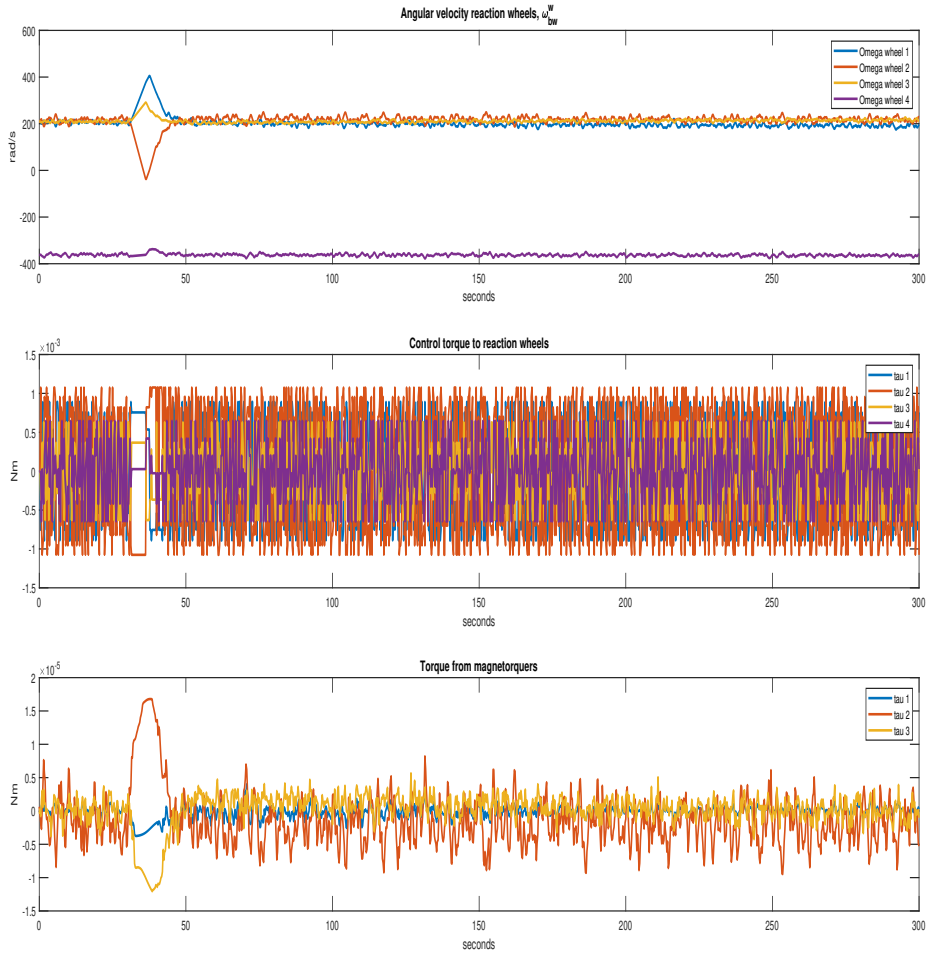 Angular velocity reaction wheels, ω^w_bw
600
400
200
0
-200
-400
rad/s
Omega wheel 1
Omega wheel 2
Omega wheel 3
Omega wheel 4
0 50 100 150 200 250 300
seconds
Control torque to reaction wheels
×10^-3
1.5
1
0.5
0
-0.5
-1
-1.5
Nm
tau 1
tau 2
tau 3
tau 4
0 50 100 150 200 250 300
seconds
Torque from magnetorquers
×10^-5
2
1.5
1
0.5
0
-0.5
-1
-1.5
Nm
tau 1
tau 2
tau 3
0 50 100 150 200 250 300
seconds